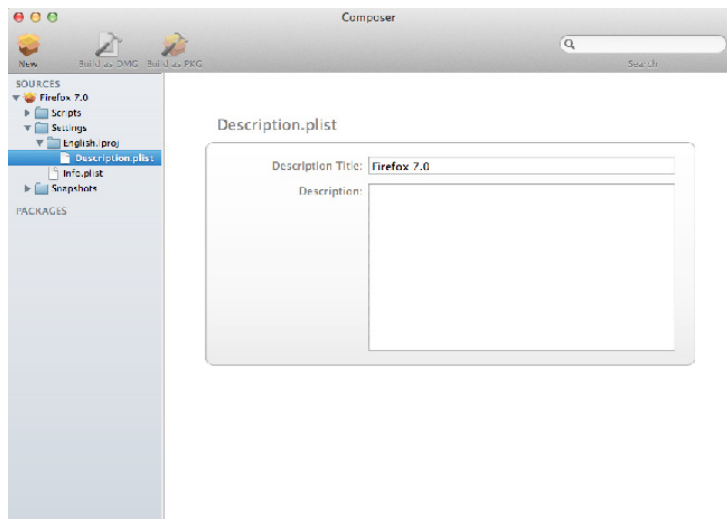 Composer
New
Build as DMG
Build as PKG
Search
SOURCES
Firefox 7.0
Scripts
Settings
English.lproj
Description.plist
Info.plist
Snapshots
PACKAGES
Description.plist
Description Title: Firefox 7.0
Description: